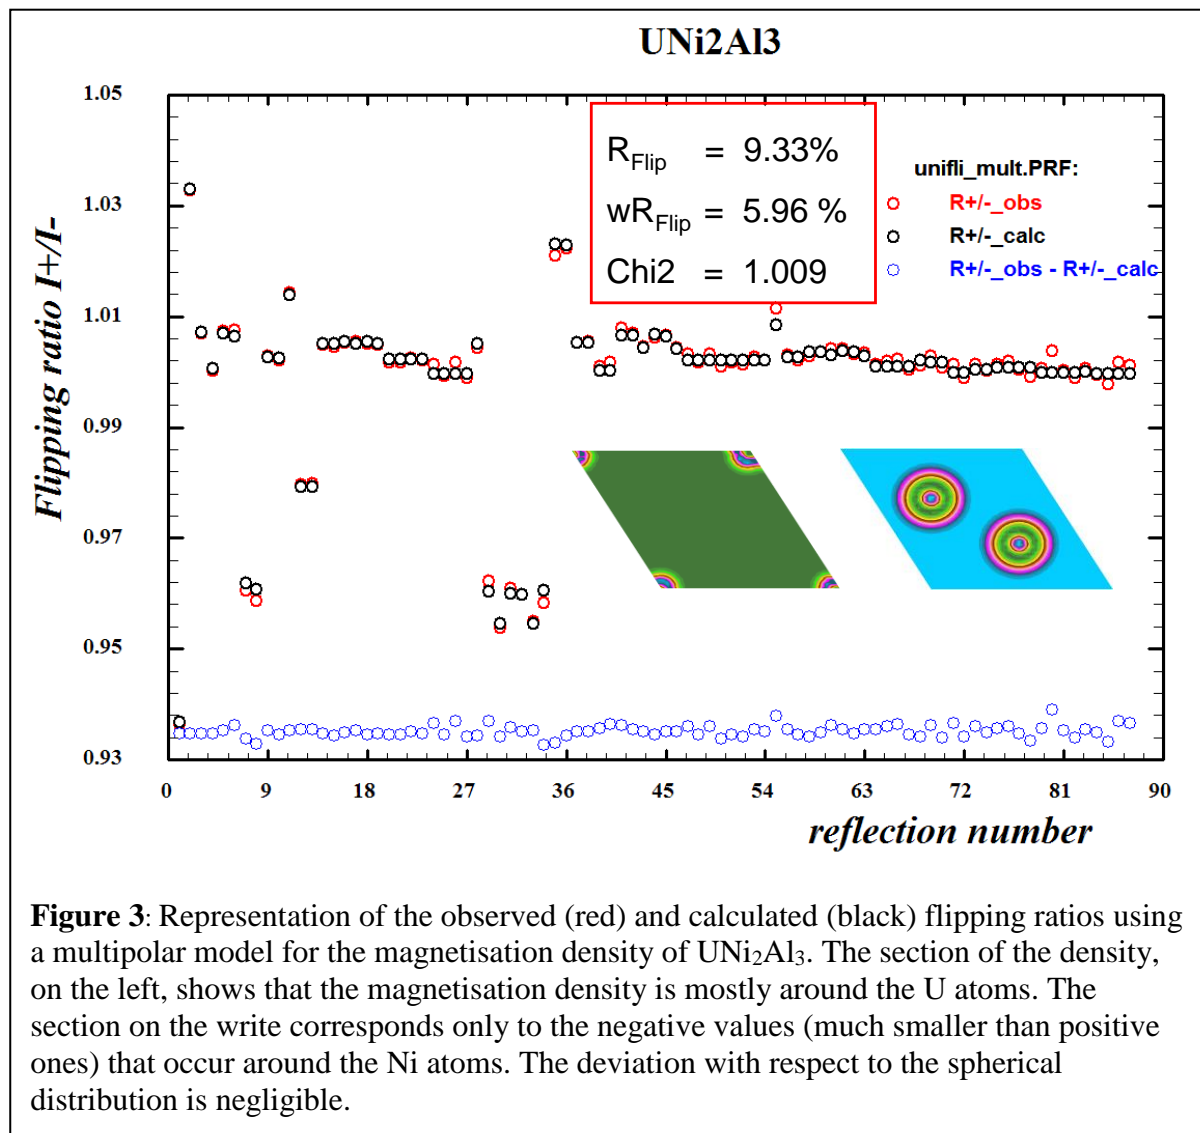 UNi2Al3
1.05
1.03
1.01
0.99
0.97
0.95
0.93
Flipping ratio I+/I-
RFlip = 9.33%
wRFlip = 5.96 %
Chi2 = 1.009
unifli_mult.PRF:
R+/-_obs
R+/-_calc
R+/-_obs - R+/-_calc
0 9 18 27 36 45 54 63 72 81 90
reflection number
Figure 3: Representation of the observed (red) and calculated (black) flipping ratios using
a multipolar model for the magnetisation density of UNi₂Al₃. The section of the density,
on the left, shows that the magnetisation density is mostly around the U atoms. The
section on the write corresponds only to the negative values (much smaller than positive
ones) that occur around the Ni atoms. The deviation with respect to the spherical
distribution is negligible.